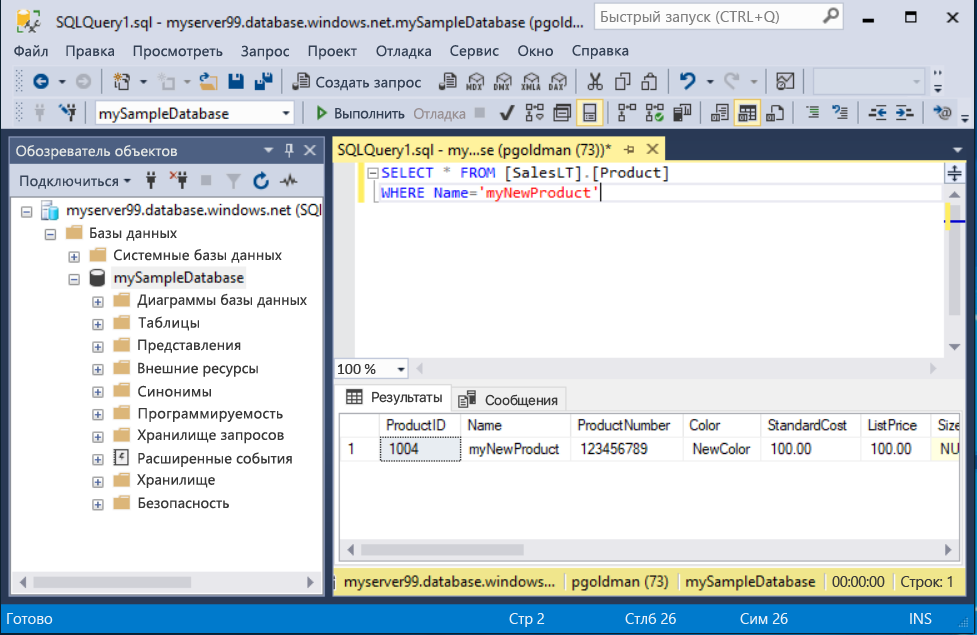 SQLQuery1.sql - myserver99.database.windows.net.mySampleDatabase (pgold...
Быстрый запуск (CTRL+Q)
Файл Правка Просмотреть Запрос Проект Отладка Сервис Окно Справка
Создать запрос MDX DMX XMLA DAX
mySampleDatabase Выполнить Отладка
Обозреватель объектов
Подключиться
myserver99.database.windows.net (SQl
Базы данных
Системные базы данных
mySampleDatabase
Диаграммы базы данных
Таблицы
Представления
Внешние ресурсы
Синонимы
Программируемость
Хранилище запросов
Расширенные события
Хранилище
Безопасность
SQLQuery1.sql - my...se (pgoldman (73))*
SELECT * FROM [SalesLT].[Product]
WHERE Name='myNewProduct'
100 %
Результаты Сообщения
ProductID Name ProductNumber Color StandardCost ListPrice Size
1 1004 myNewProduct 123456789 NewColor 100.00 100.00 NU
myserver99.database.windows... pgoldman (73) mySampleDatabase 00:00:00 Строк: 1
Готово Стр 2 Стлб 26 Сим 26 INS